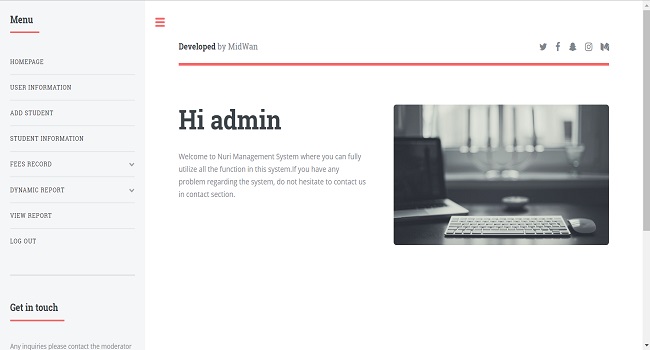 Menu
HOMEPAGE
USER INFORMATION
ADD STUDENT
STUDENT INFORMATION
FEES RECORD
DYNAMIC REPORT
VIEW REPORT
LOG OUT
Get in touch
Any inquiries please contact the moderator
Developed by MidWan
Hi admin
Welcome to Nuri Management System where you can fully
utilize all the function in this system.If you have any
problem regarding the system, do not hesitate to contact us
in contact section.